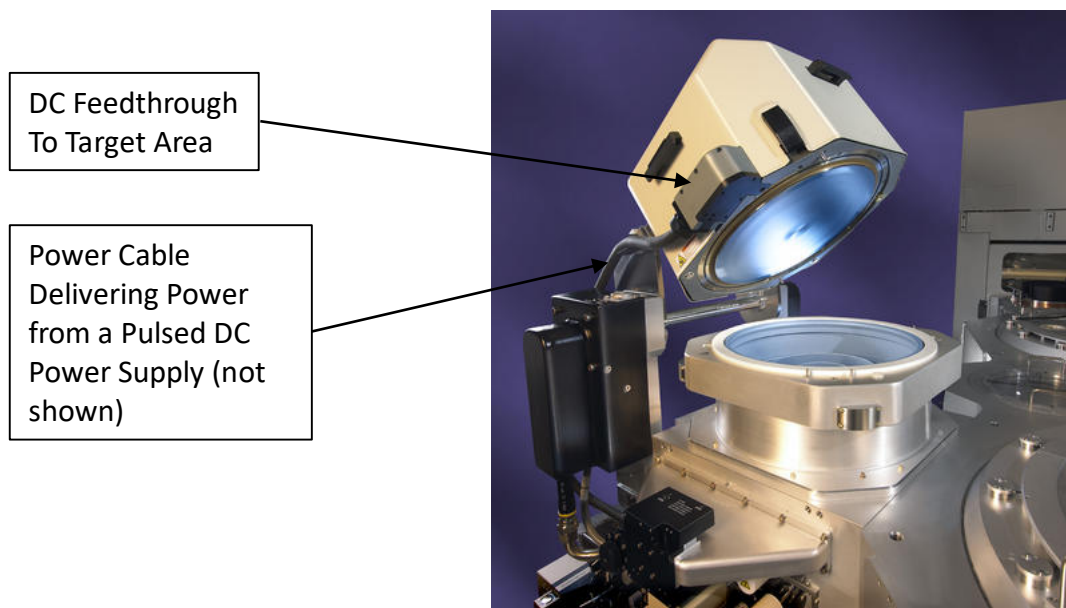 DC Feedthrough
To Target Area
Power Cable
Delivering Power
from a Pulsed DC
Power Supply (not
shown)